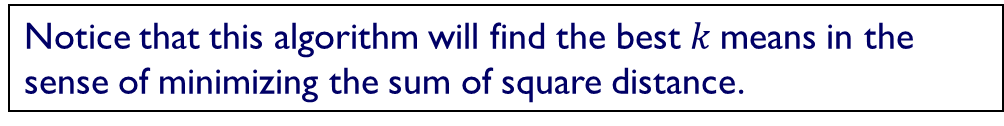 Notice that this algorithm will find the best k means in the
sense of minimizing the sum of square distance.